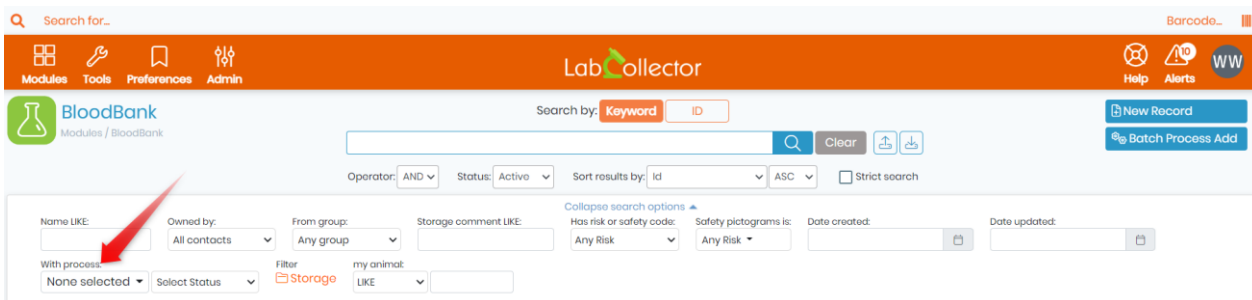 Search for... Barcode...
Modules Tools Preferences Admin LabCollector Help 10 Alerts WW
BloodBank Search by: Keyword ID New Record
Modules / BloodBank Clear Batch Process Add
Operator: AND Status: Active Sort results by: Id ASC Strict search
Collapse search options
Name LIKE: Owned by: From group: Storage comment LIKE: Has risk or safety code: Safety pictograms is: Date created: Date updated:
All contacts Any group Any Risk Any Risk
With process: Filter my animal:
None selected Select Status Storage LIKE